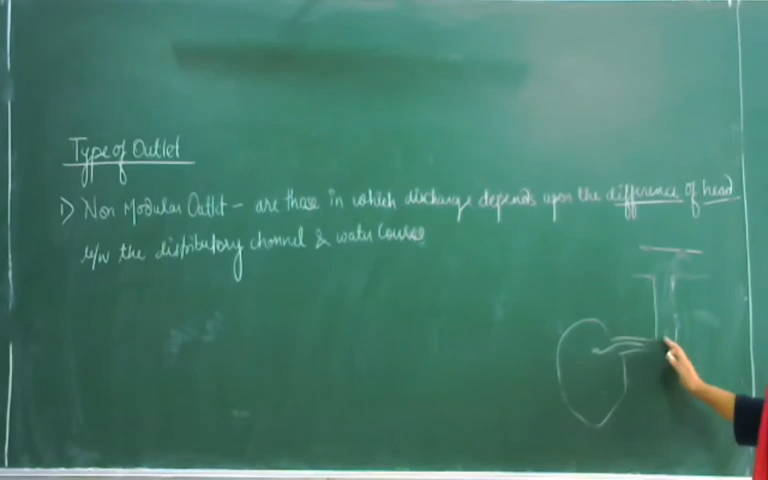 Type of Outlet
1) Non Modular Outlet - are those in which discharge depends upon the difference of head
b/w the distributory channel & water course